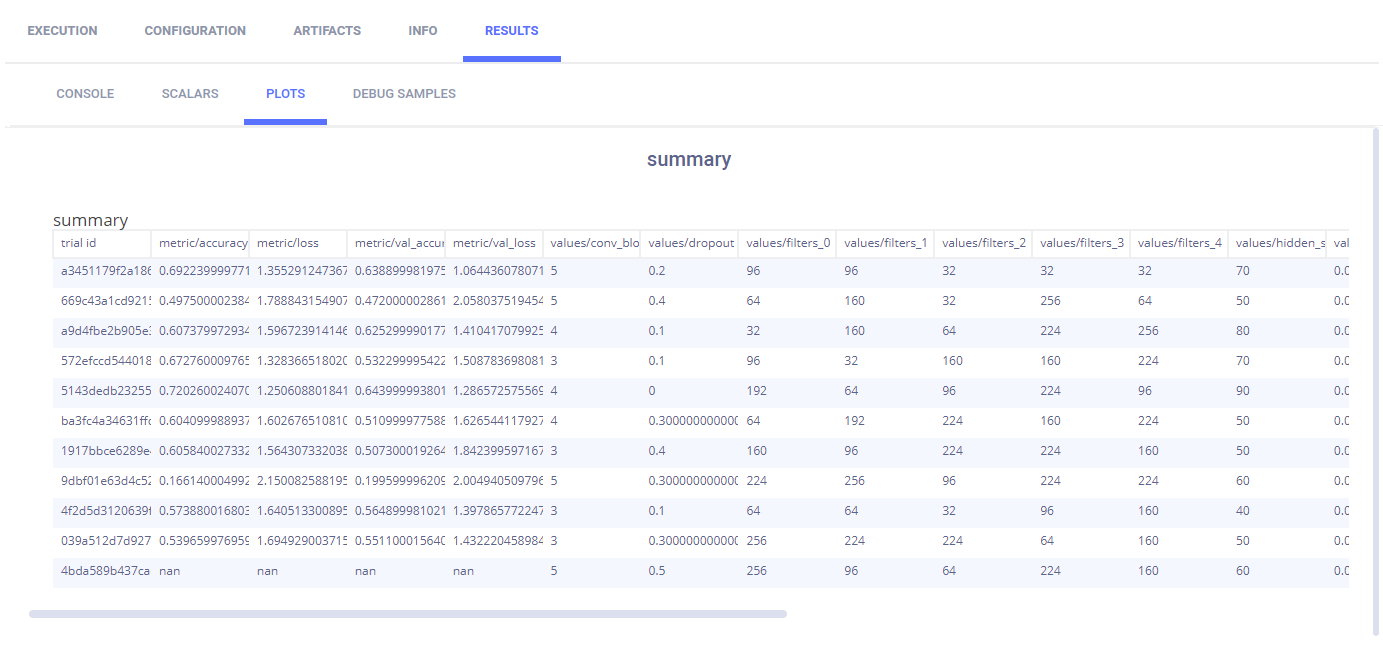 EXECUTION CONFIGURATION ARTIFACTS INFO RESULTS
CONSOLE SCALARS PLOTS DEBUG SAMPLES
summary
summary
trial id metric/accuracy metric/loss metric/val_accur metric/val_loss values/conv_blo values/dropout values/filters_0 values/filters_1 values/filters_2 values/filters_3 values/filters_4 values/hidden_s val
a3451179f2a186 0.692239999771 1.355291247367 0.638899981975 1.064436078071 5 0.2 96 96 32 32 32 70 0.0
669c43a1cd9215 0.497500002384 1.788843154907 0.472000002861 2.058037519454 5 0.4 64 160 32 256 64 50 0.0
a9d4fbe2b905e3 0.607379972934 1.596723914146 0.625299990177 1.410417079925 4 0.1 32 160 64 224 256 80 0.0
572efccd544018 0.672760009765 1.328366518020 0.532299995422 1.508783698081 3 0.1 96 32 160 160 224 70 0.0
5143dedb23255 0.720260024070 1.250608801841 0.643999993801 1.286572575569 4 0 192 64 96 224 96 90 0.0
ba3fc4a34631ffc 0.604099988937 1.602676510810 0.510999977588 1.626544117927 4 0.300000000000 64 192 224 160 224 50 0.0
1917bbce6289e 0.605840027332 1.564307332038 0.507300019264 1.842399597167 3 0.4 160 96 224 224 160 50 0.0
9dbf01e63d4c52 0.166140004992 2.150082588195 0.199599996209 2.004940509796 5 0.300000000000 224 256 96 224 224 60 0.0
4f2d5d3120639f 0.573880016803 1.640513300895 0.564899981021 1.397865772247 3 0.1 64 64 32 96 160 40 0.0
039a512d7d927 0.539659976959 1.694929003715 0.551100015640 1.432220458984 3 0.300000000000 256 224 224 64 160 50 0.0
4bda589b437ca nan nan nan nan 5 0.5 256 96 64 224 160 60 0.0